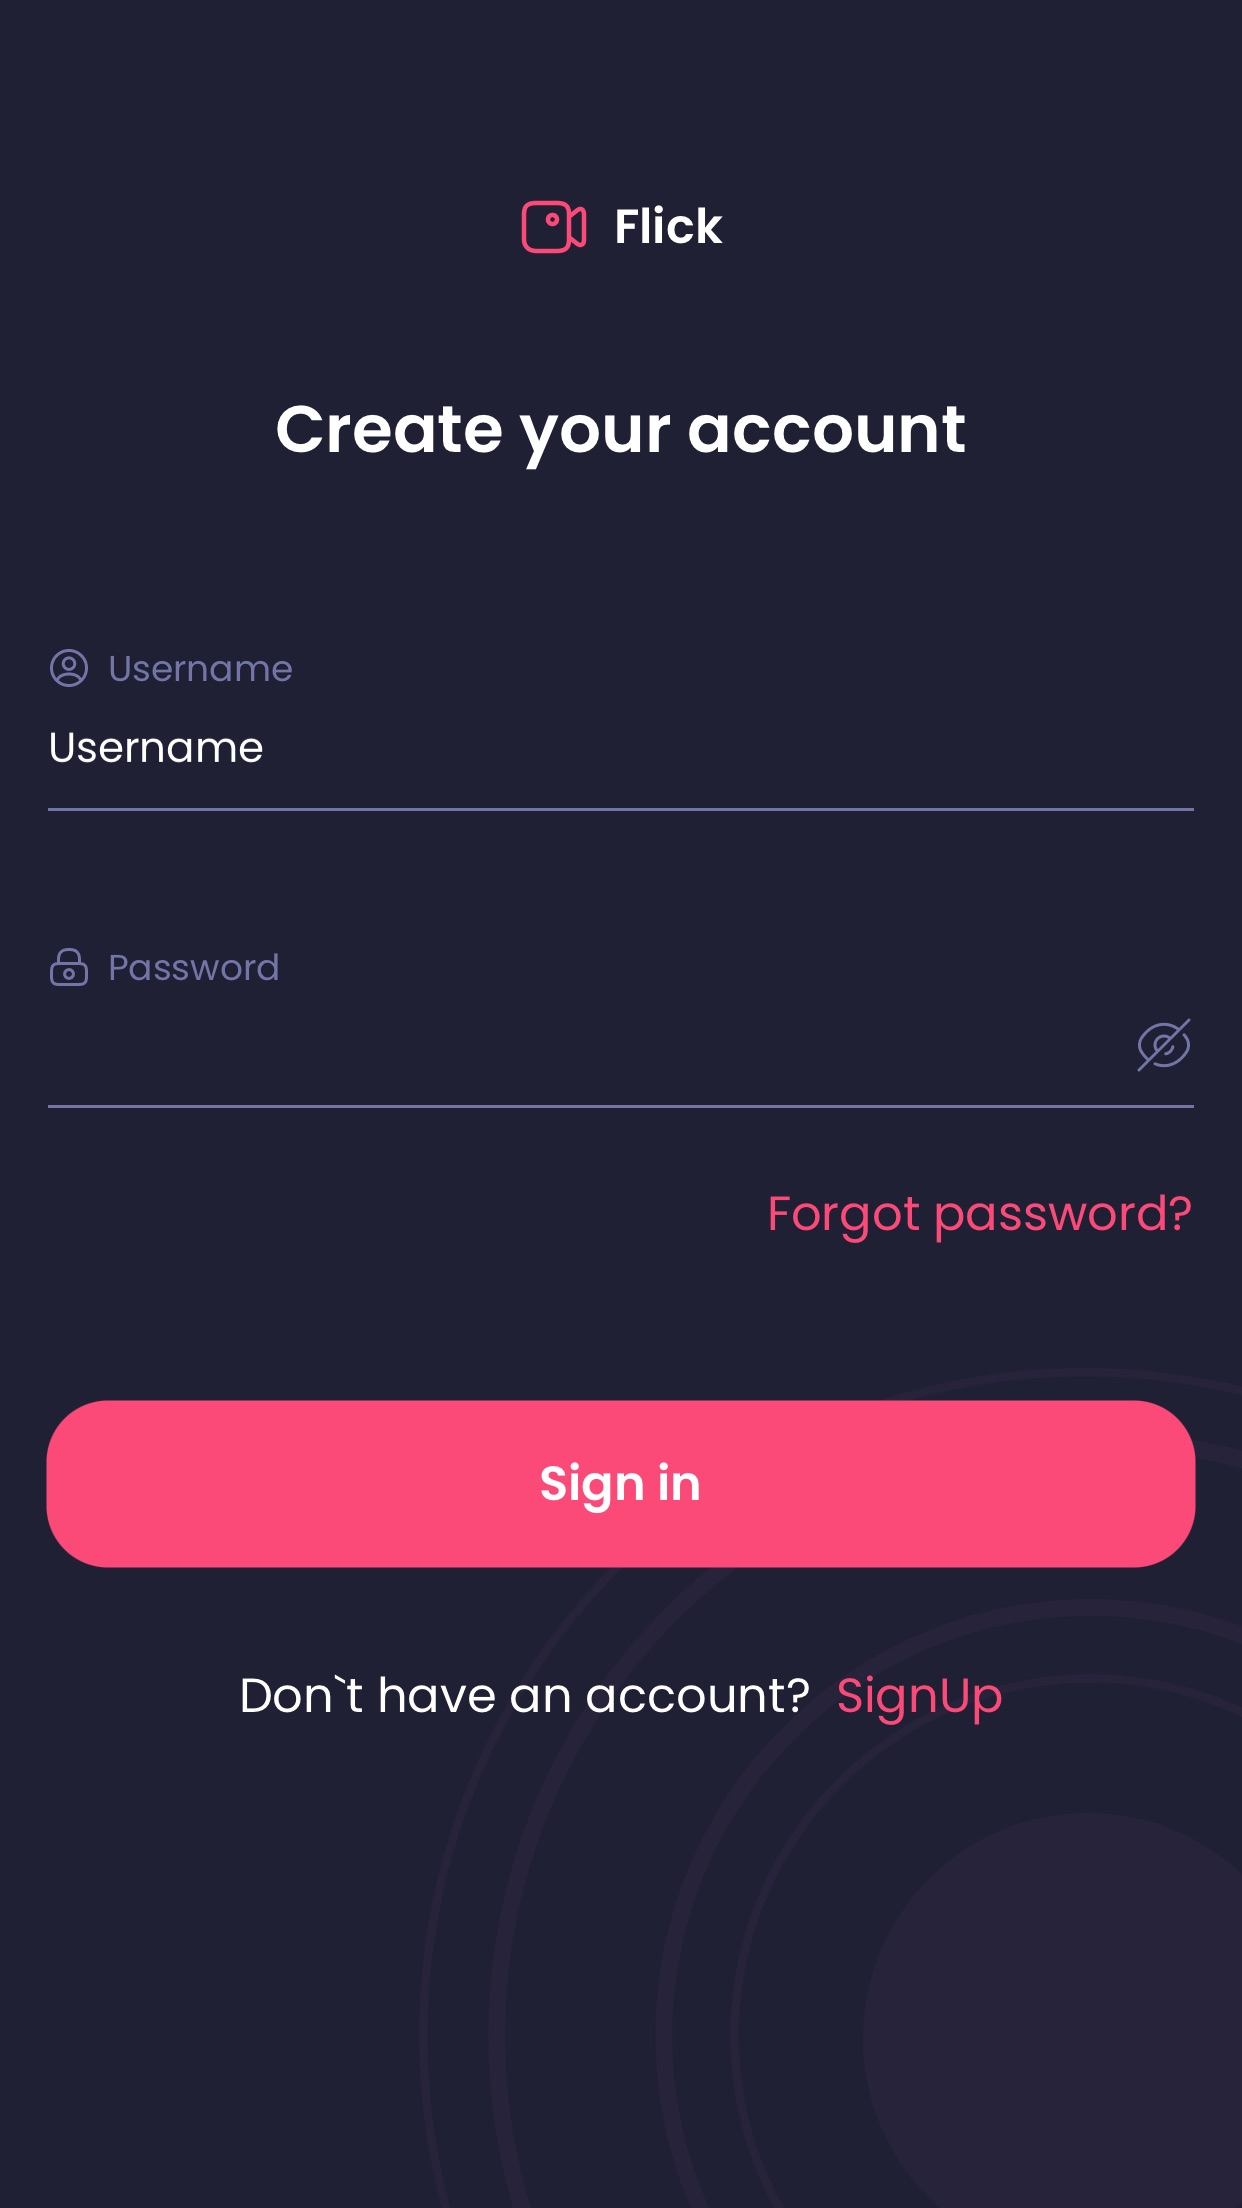 Flick
Create your account
Username
Username
Password
Forgot password?
Sign in
Don`t have an account? SignUp